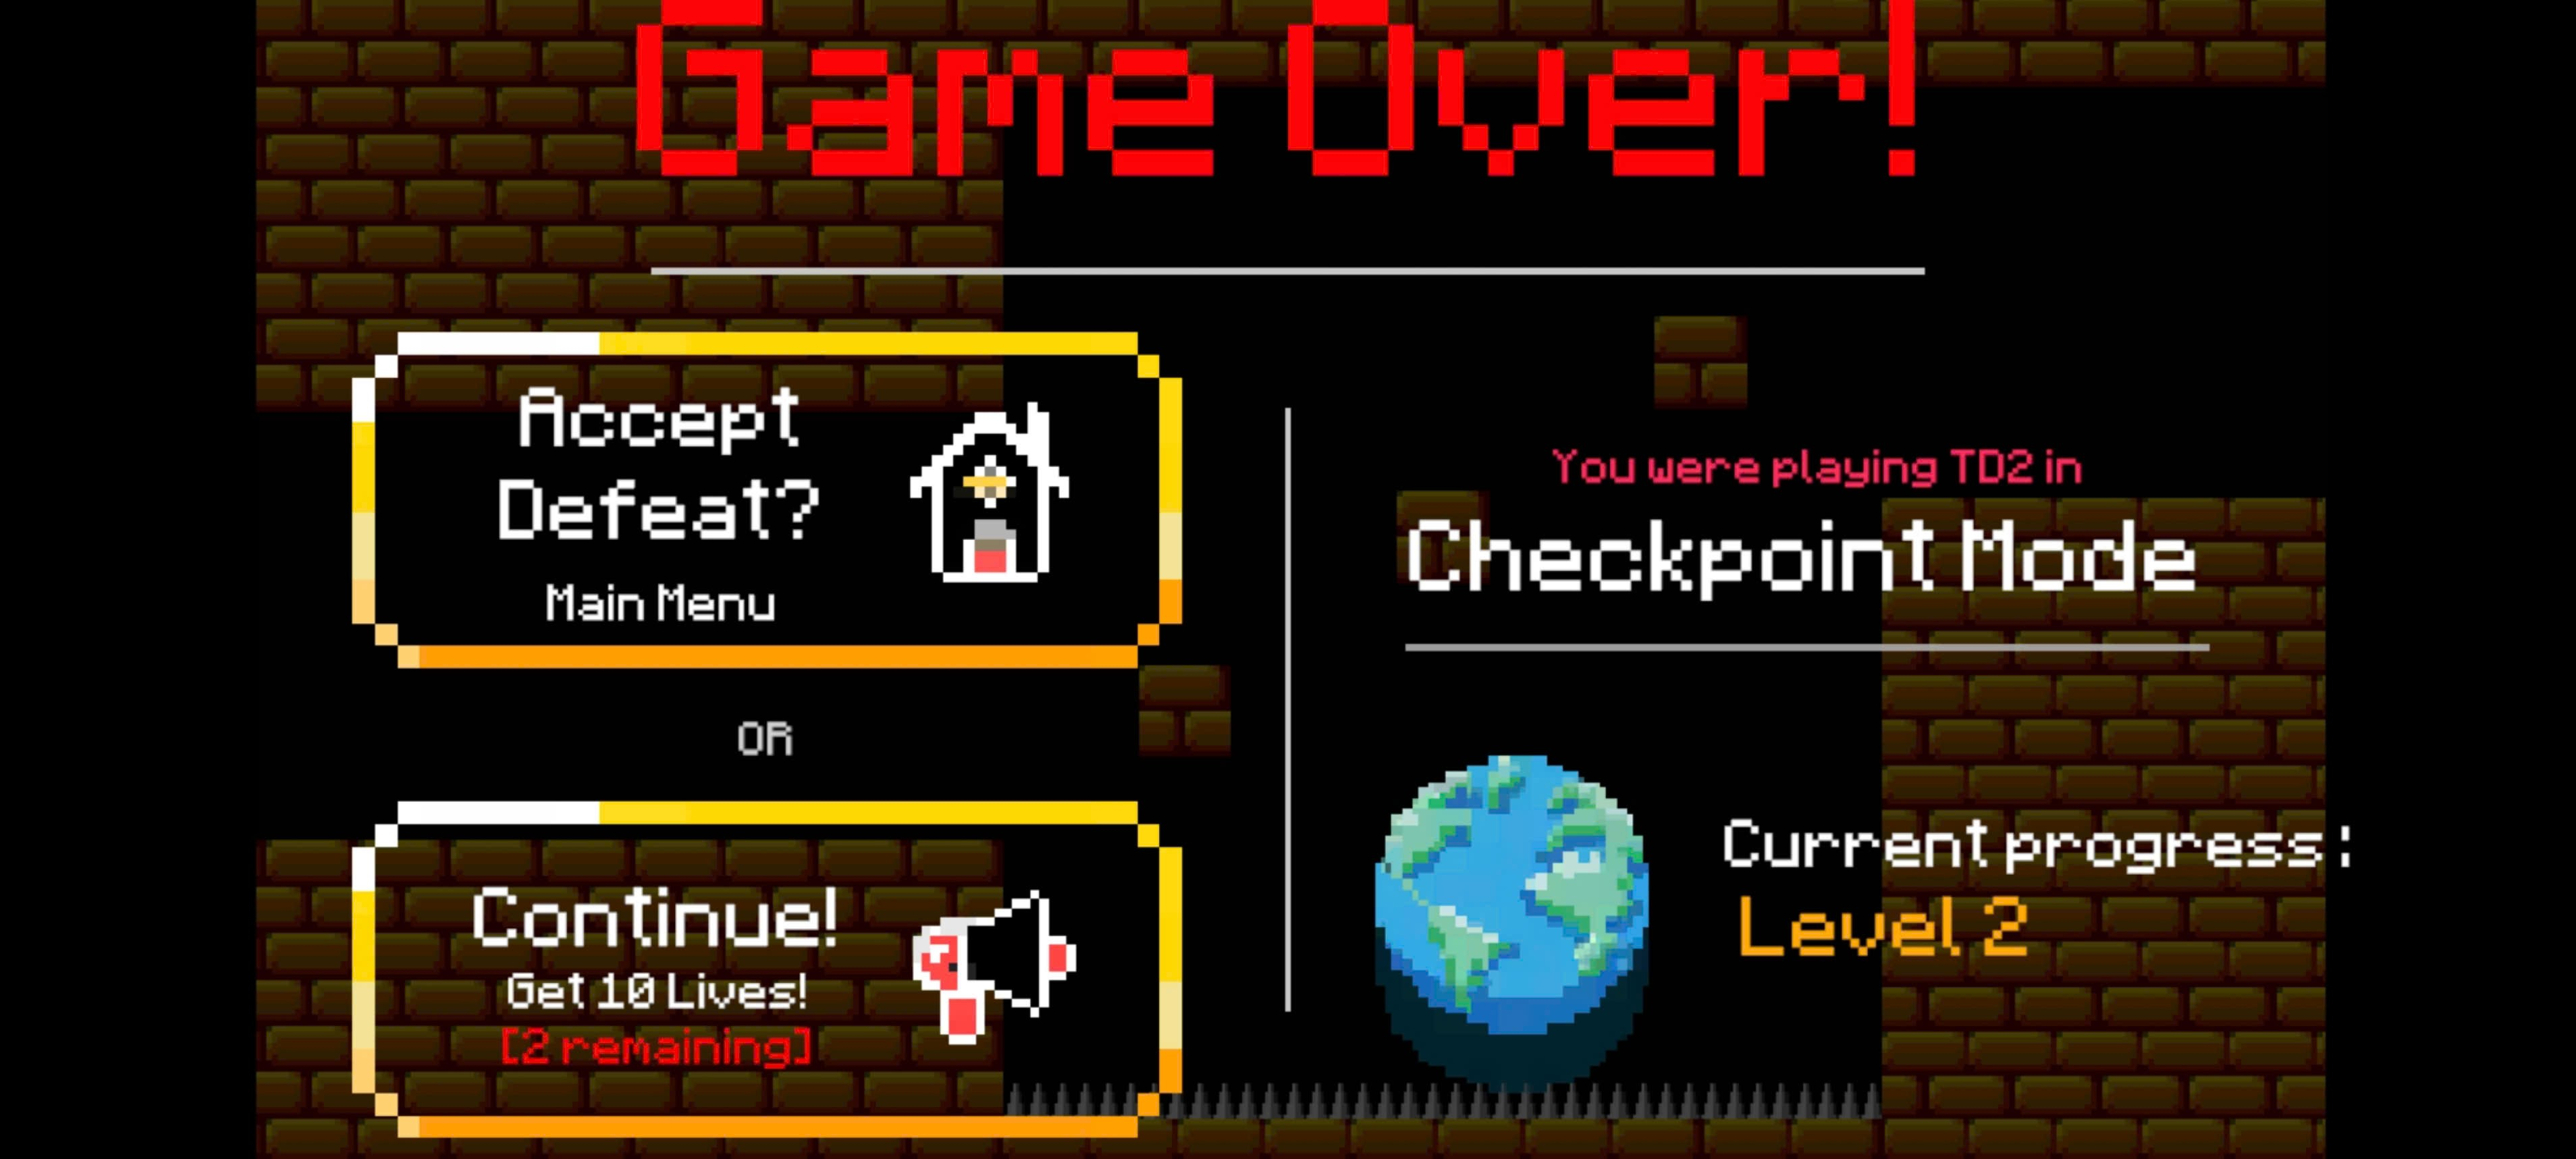 Game Over!
Accept
Defeat?
Main Menu
OR
Continue!
Get 10 Lives!
[2 remaining]
You were playing TD2 in
Checkpoint Mode
Current progress:
Level 2